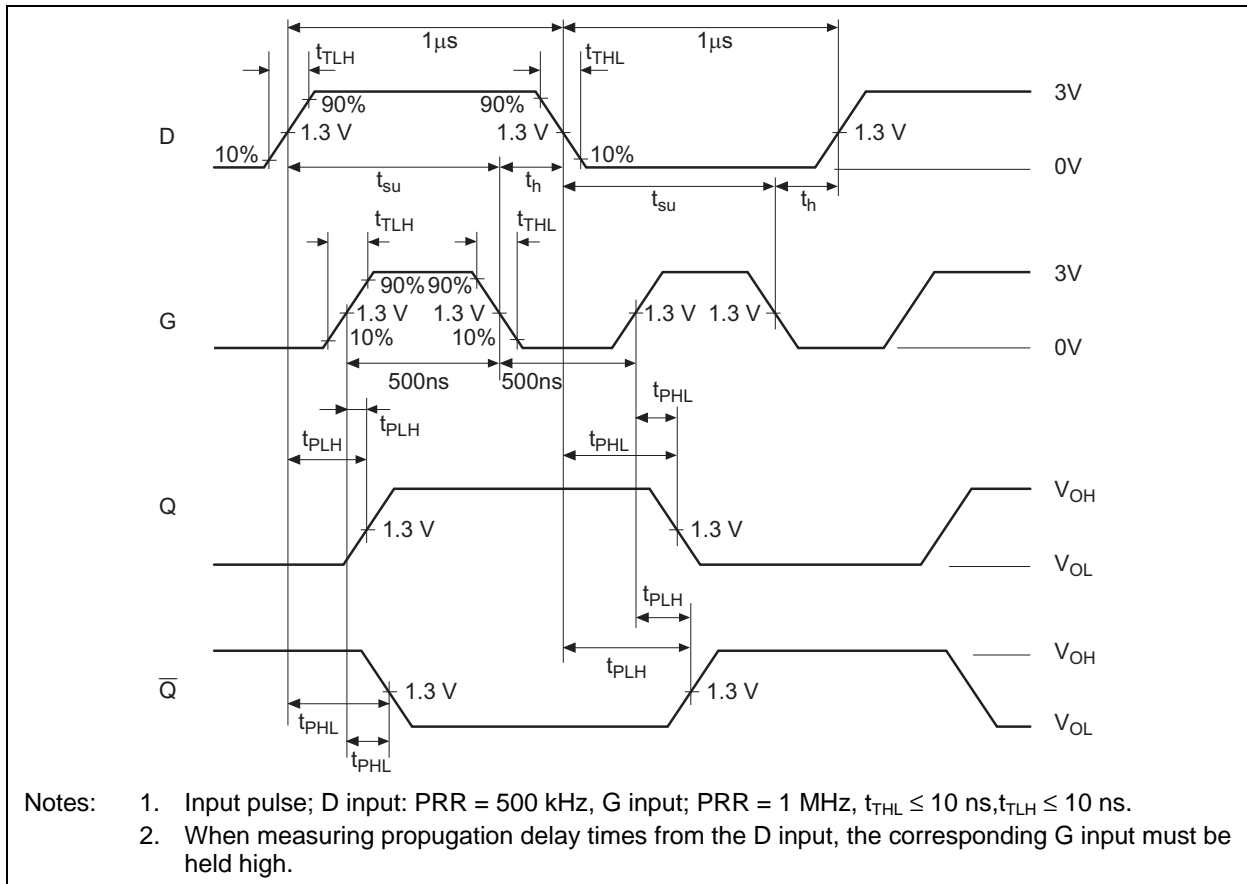 1μs 1μs
tTLH tTHL
90% 90% 3V
D 1.3 V 1.3 V 1.3 V
10% 10% 0V
tsu th tsu th
tTLH tTHL
90% 90% 3V
G 1.3 V 1.3 V 1.3 V 1.3 V
10% 10% 0V
500ns 500ns
tPHL
tPLH
tPLH tPHL
Q VOH
1.3 V 1.3 V
VOL
tPLH
tPLH VOH
Q̅ 1.3 V 1.3 V
tPHL VOL
tPHL
Notes: 1. Input pulse; D input: PRR = 500 kHz, G input; PRR = 1 MHz, tTHL ≤ 10 ns,tTLH ≤ 10 ns.
2. When measuring propugation delay times from the D input, the corresponding G input must be
held high.